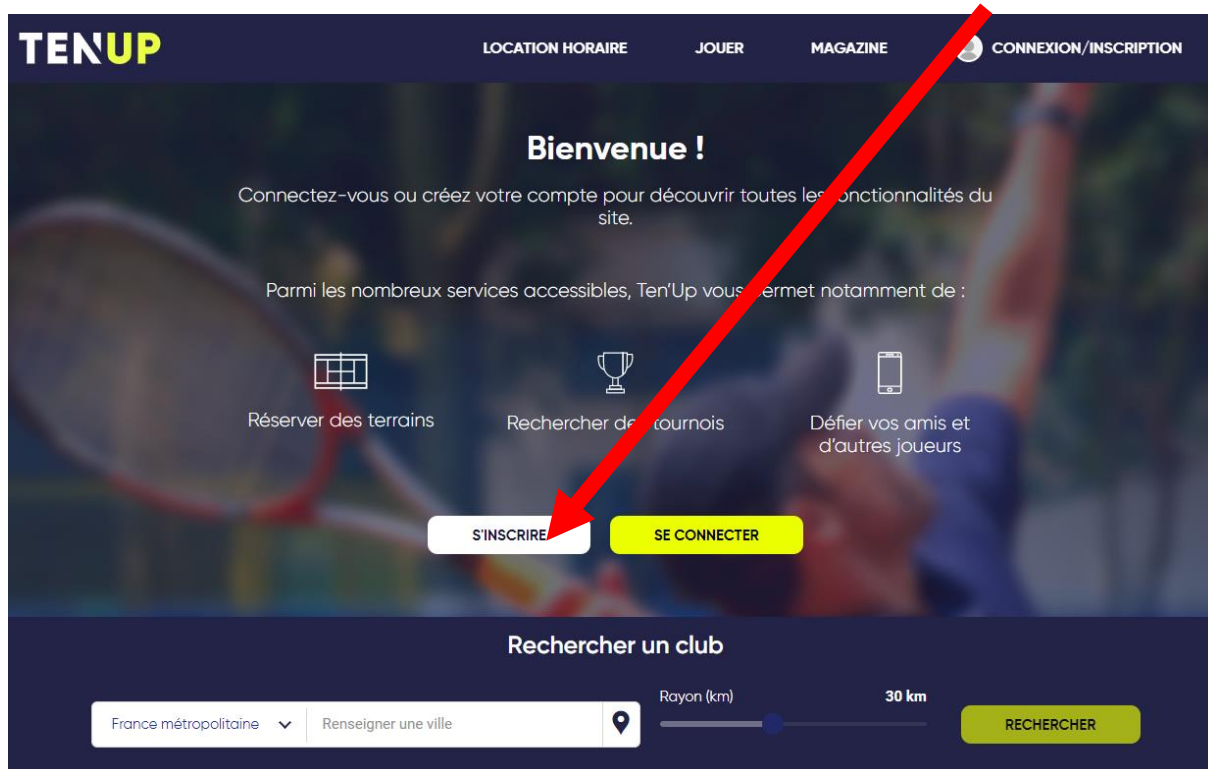 TEN'UP
LOCATION HORAIRE
JOUER
MAGAZINE
CONNEXION/INSCRIPTION
Bienvenue !
Connectez-vous ou créez votre compte pour découvrir toutes les fonctionnalités du
site.
Parmi les nombreux services accessibles, Ten'Up vous permet notamment de :
Réserver des terrains
Rechercher des tournois
Défier vos amis et
d'autres joueurs
S'INSCRIRE
SE CONNECTER
Rechercher un club
Rayon (km)
30 km
France métropolitaine
Renseigner une ville
RECHERCHER